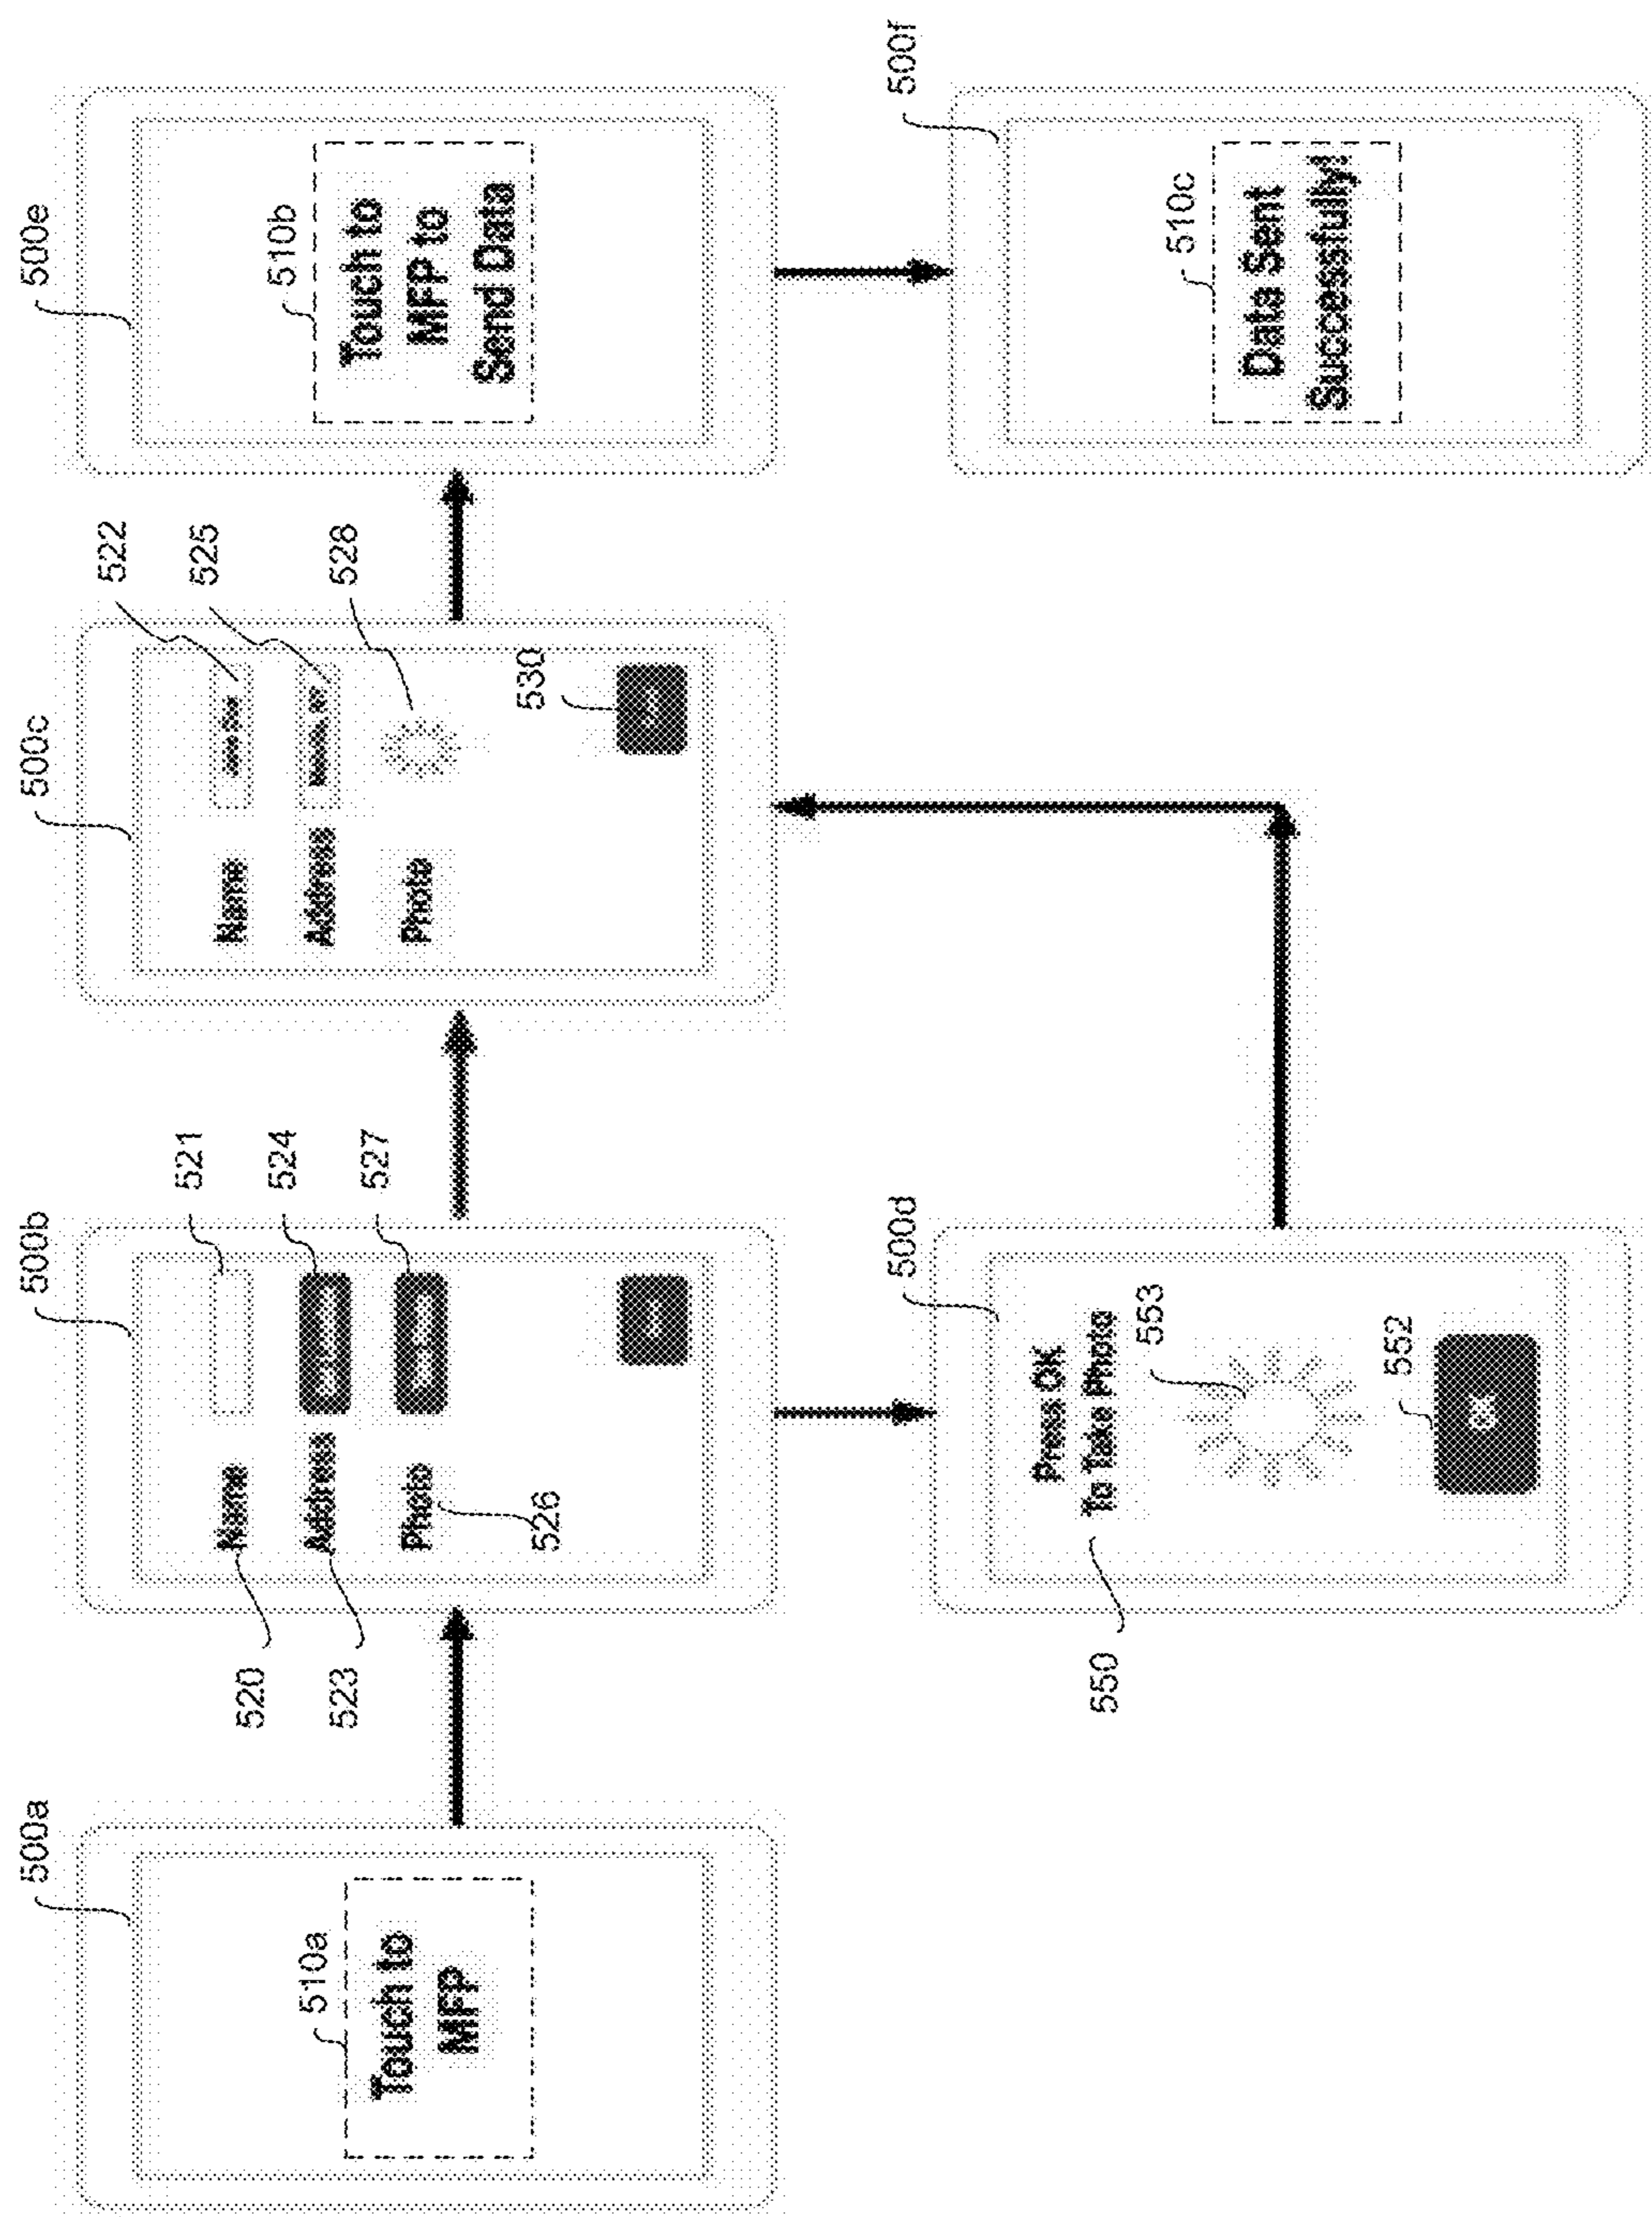 500a
510a
Touch to
MFP
500b
520
Name
521
523
Address
524
Photo
527
526
500c
Name
522
Address
525
Photo
528
530
500e
510b
Touch to
MFP to
Send Data
500d
Press OK
To Take Photo
550
553
552
OK
500f
510c
Data Sent
Successfully!